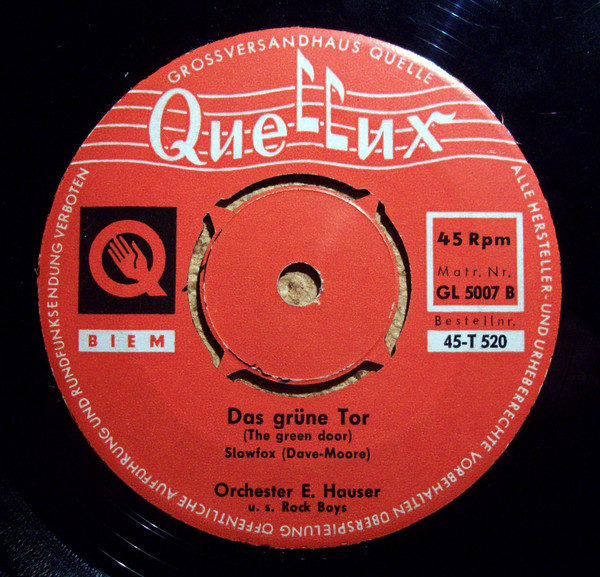 GROSSVERSANDHAUS QUELLE
Quellux
45 Rpm
Matr. Nr.
GL 5007 B
Bestellnr.
45-T 520
BIEM
Das grüne Tor
(The green door)
Slowfox (Dave-Moore)
Orchester E. Hauser
u. s. Rock Boys
ALLE HERSTELLER- UND URHEBERRECHTE VORBEHALTEN ÜBERSPIELUNG ÖFFENTLICHE AUFFÜHRUNG UND RUNDFUNKSENDUNG VERBOTEN